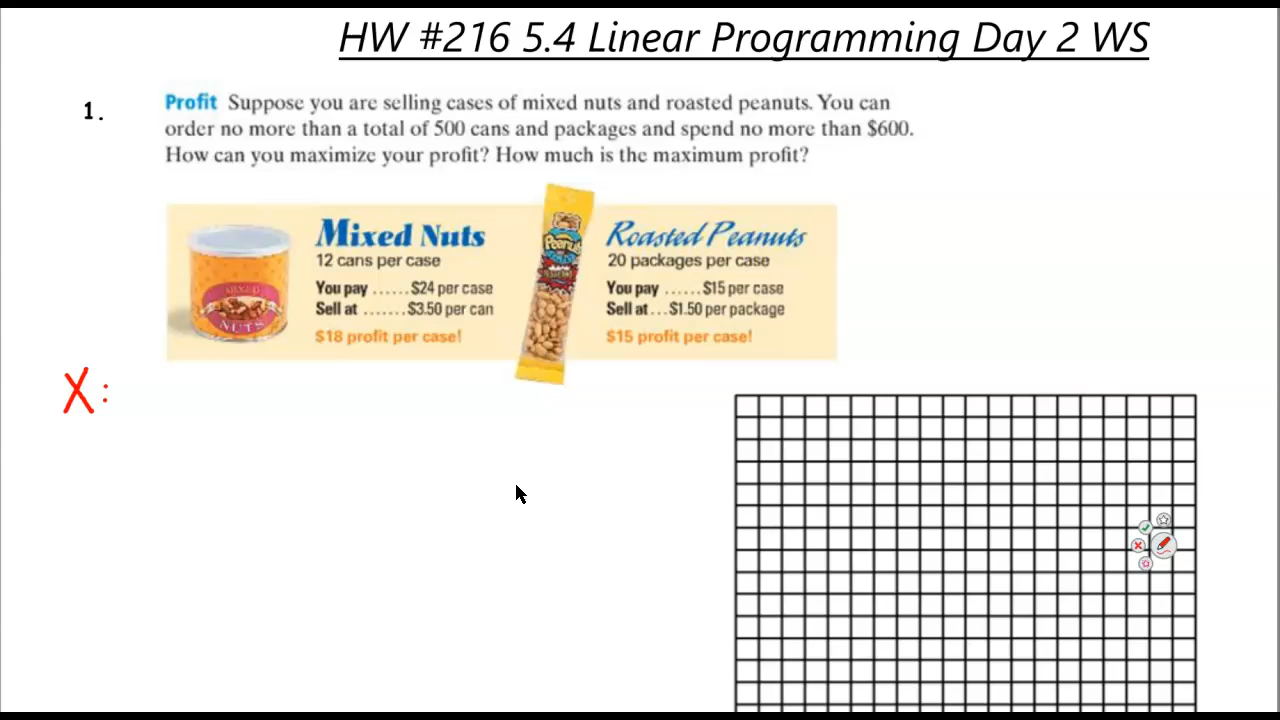 HW #216 5.4 Linear Programming Day 2 WS
1.
Profit Suppose you are selling cases of mixed nuts and roasted peanuts. You can
order no more than a total of 500 cans and packages and spend no more than $600.
How can you maximize your profit? How much is the maximum profit?
Mixed Nuts
12 cans per case
You pay ...... $24 per case
Sell at ....... $3.50 per can
$18 profit per case!
MIXED
NUTS
Peanuts
Roasted Peanuts
20 packages per case
You pay ...... $15 per case
Sell at ... $1.50 per package
$15 profit per case!
X: